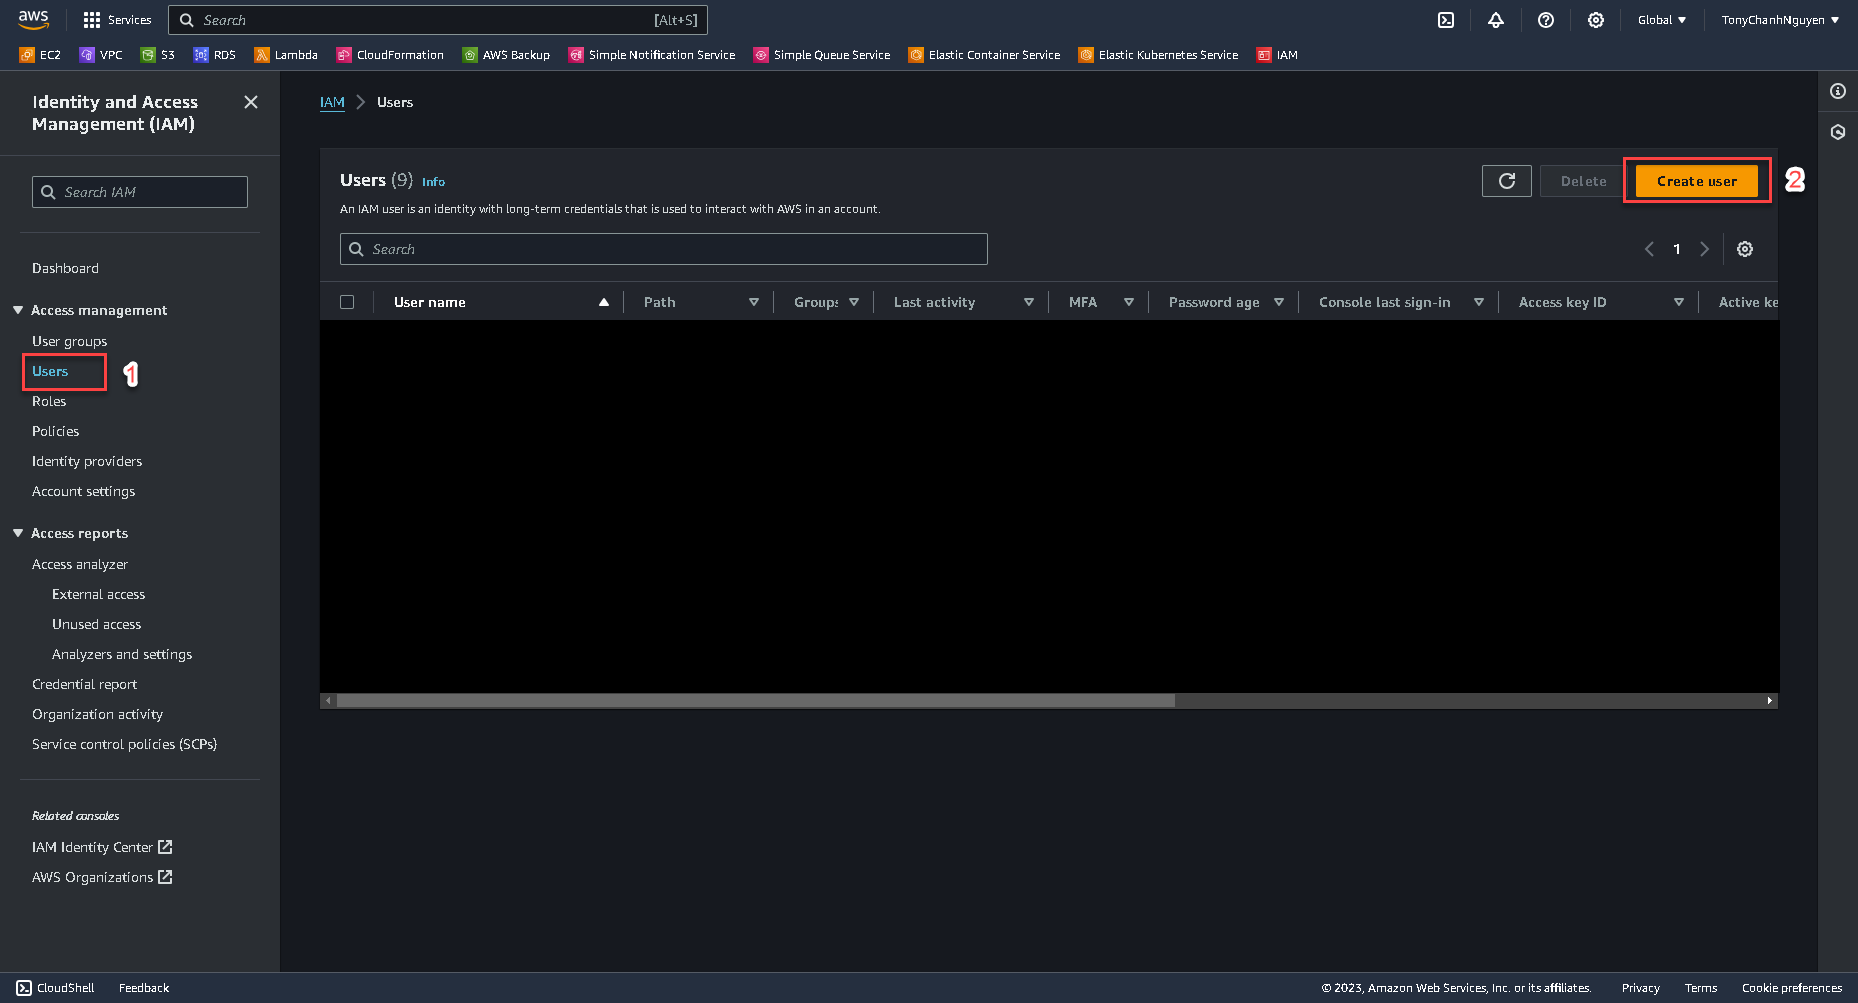 aws
Services
Search
[Alt+S]
Global
TonyChanhNguyen
EC2
VPC
S3
RDS
Lambda
CloudFormation
AWS Backup
Simple Notification Service
Simple Queue Service
Elastic Container Service
Elastic Kubernetes Service
IAM
Identity and Access
Management (IAM)
Search IAM
Dashboard
Access management
User groups
Users
1
Roles
Policies
Identity providers
Account settings
Access reports
Access analyzer
External access
Unused access
Analyzers and settings
Credential report
Organization activity
Service control policies (SCPs)
Related consoles
IAM Identity Center
AWS Organizations
IAM
Users
Users (9) Info
Delete
Create user
2
An IAM user is an identity with long-term credentials that is used to interact with AWS in an account.
Search
1
User name
Path
Groups
Last activity
MFA
Password age
Console last sign-in
Access key ID
Active ke
CloudShell
Feedback
© 2023, Amazon Web Services, Inc. or its affiliates.
Privacy
Terms
Cookie preferences